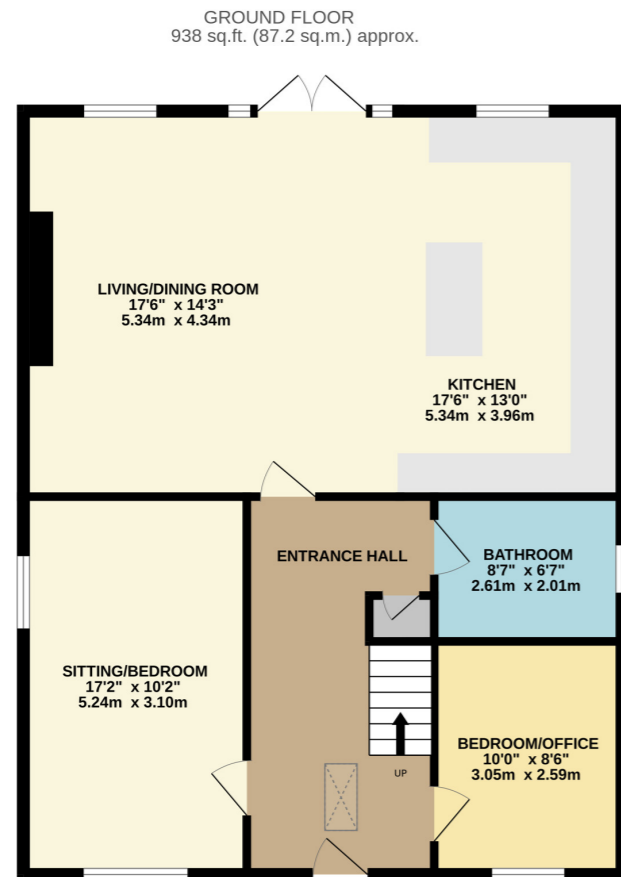 GROUND FLOOR
938 sq.ft. (87.2 sq.m.) approx.
LIVING/DINING ROOM
17'6" x 14'3"
5.34m x 4.34m
KITCHEN
17'6" x 13'0"
5.34m x 3.96m
ENTRANCE HALL
BATHROOM
8'7" x 6'7"
2.61m x 2.01m
SITTING/BEDROOM
17'2" x 10'2"
5.24m x 3.10m
BEDROOM/OFFICE
10'0" x 8'6"
3.05m x 2.59m
UP